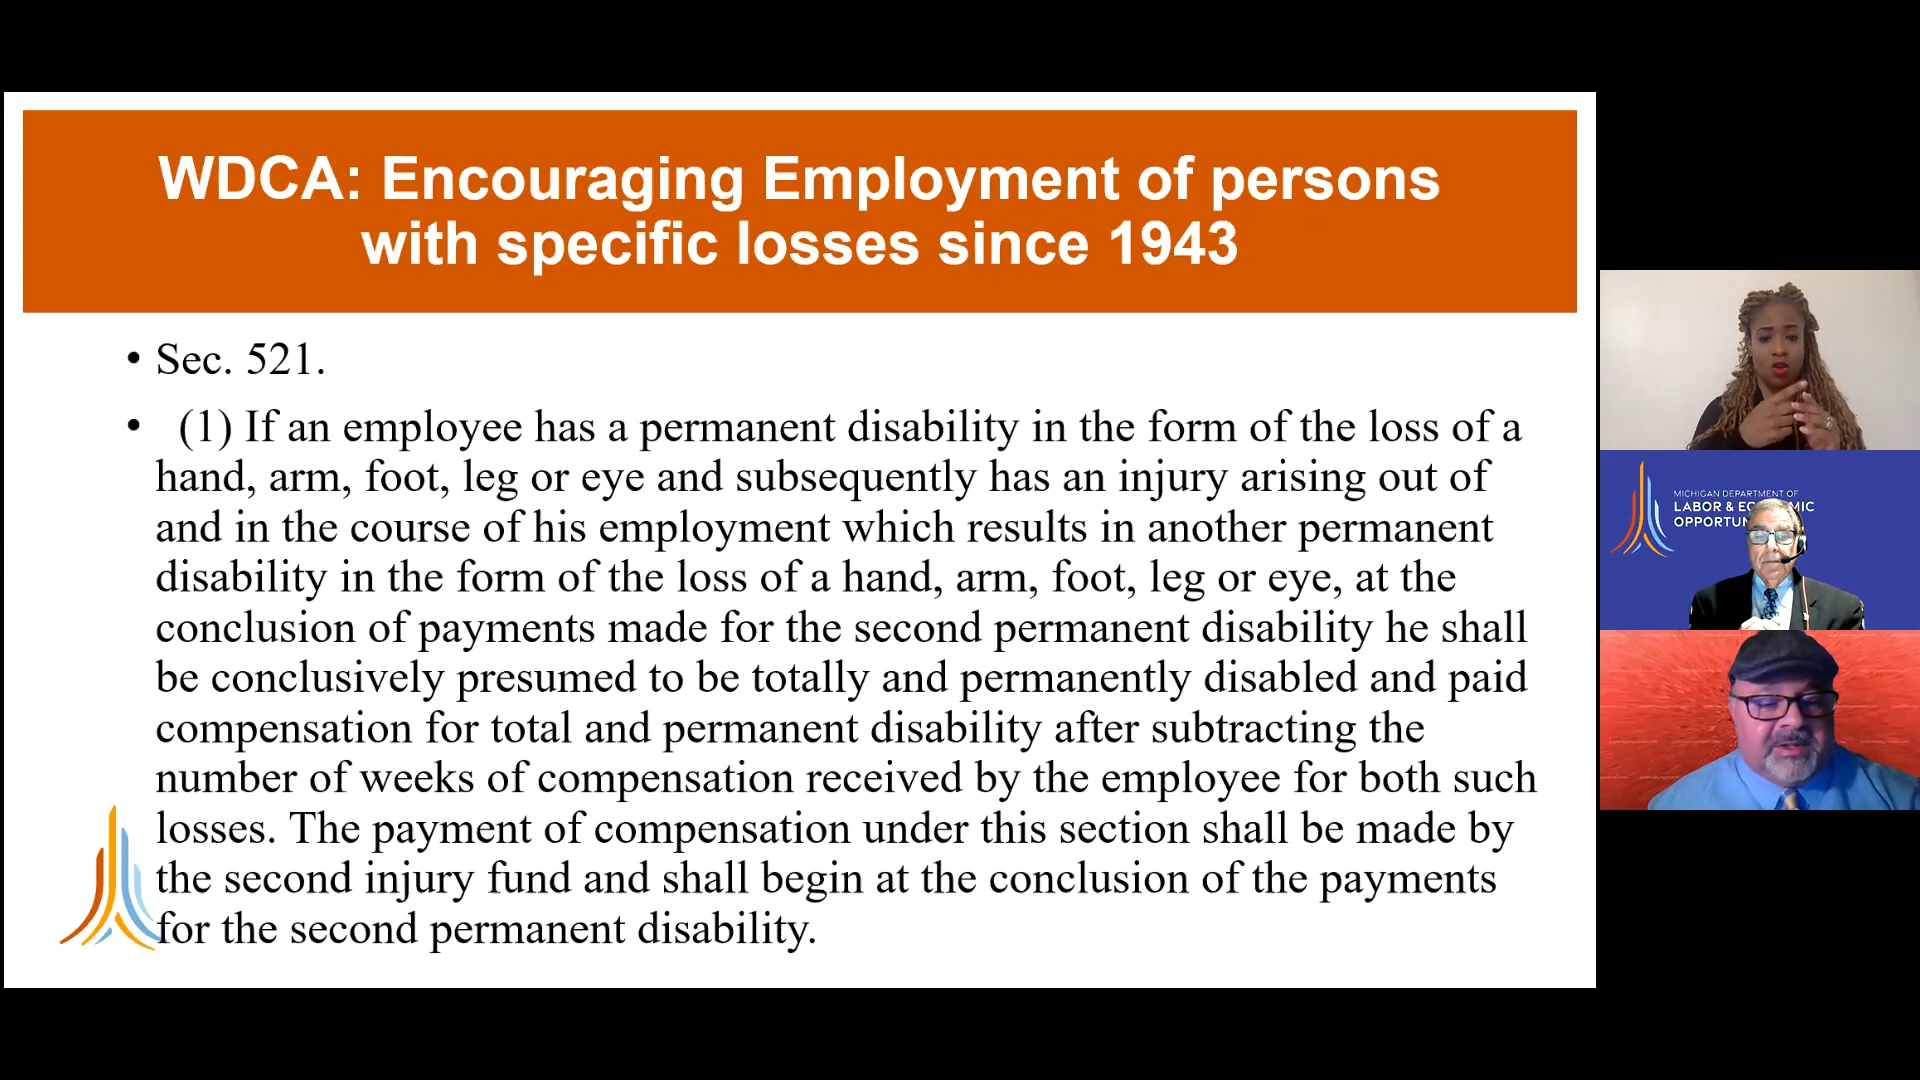 WDCA: Encouraging Employment of persons
with specific losses since 1943
• Sec. 521.
• (1) If an employee has a permanent disability in the form of the loss of a
hand, arm, foot, leg or eye and subsequently has an injury arising out of
and in the course of his employment which results in another permanent
disability in the form of the loss of a hand, arm, foot, leg or eye, at the
conclusion of payments made for the second permanent disability he shall
be conclusively presumed to be totally and permanently disabled and paid
compensation for total and permanent disability after subtracting the
number of weeks of compensation received by the employee for both such
losses. The payment of compensation under this section shall be made by
the second injury fund and shall begin at the conclusion of the payments
for the second permanent disability.
MICHIGAN DEPARTMENT OF
LABOR &